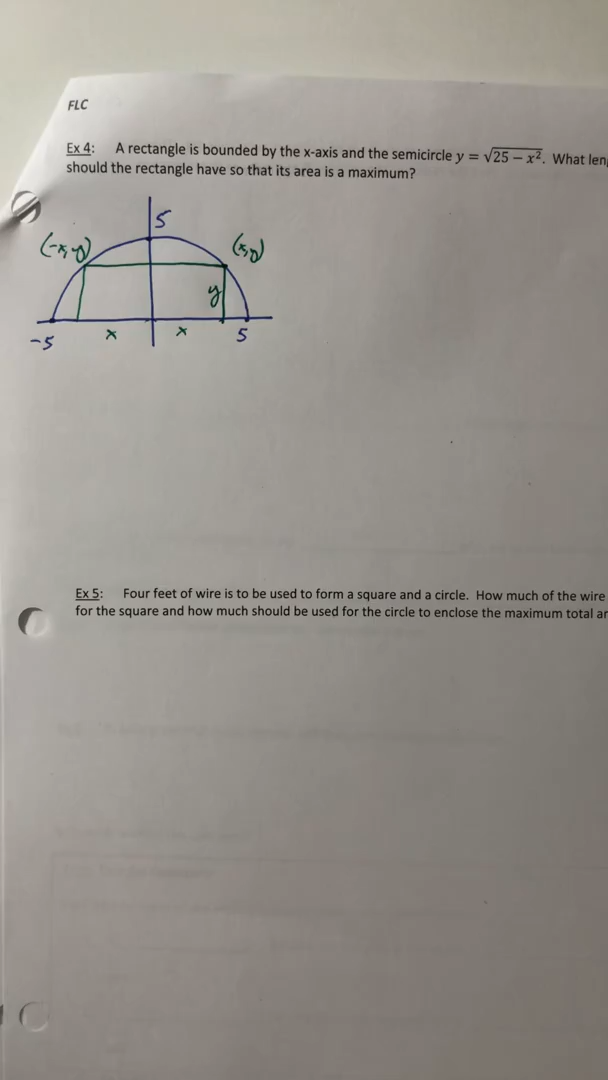 FLC
Ex 4: A rectangle is bounded by the x-axis and the semicircle y = √25 − x². What
should the rectangle have so that its area is a maximum?
5
(-x,y) (x,y)
y
-5 x x 5
Ex 5: Four feet of wire is to be used to form a square and a circle. How much of the wire
for the square and how much should be used for the circle to enclose the maximum total